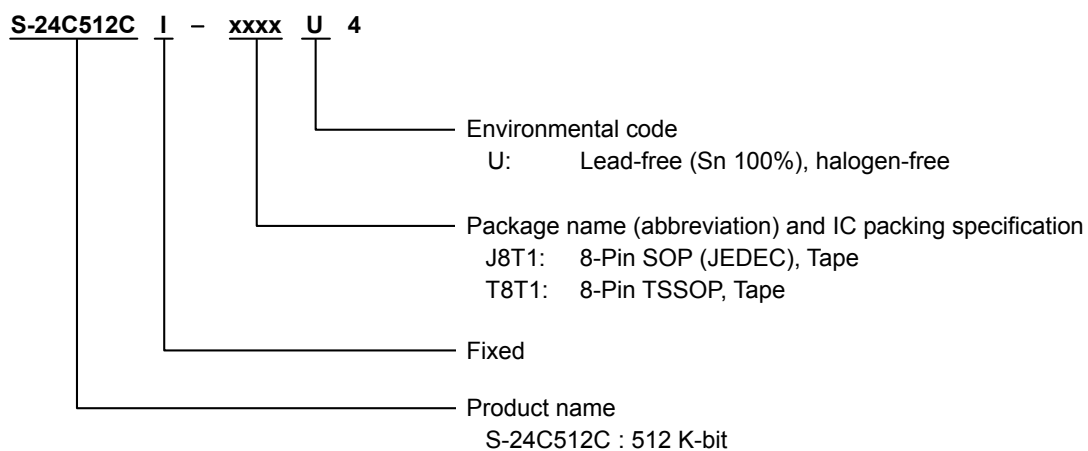 S-24C512C I – xxxx U 4
Environmental code
U: Lead-free (Sn 100%), halogen-free
Package name (abbreviation) and IC packing specification
J8T1: 8-Pin SOP (JEDEC), Tape
T8T1: 8-Pin TSSOP, Tape
Fixed
Product name
S-24C512C : 512 K-bit